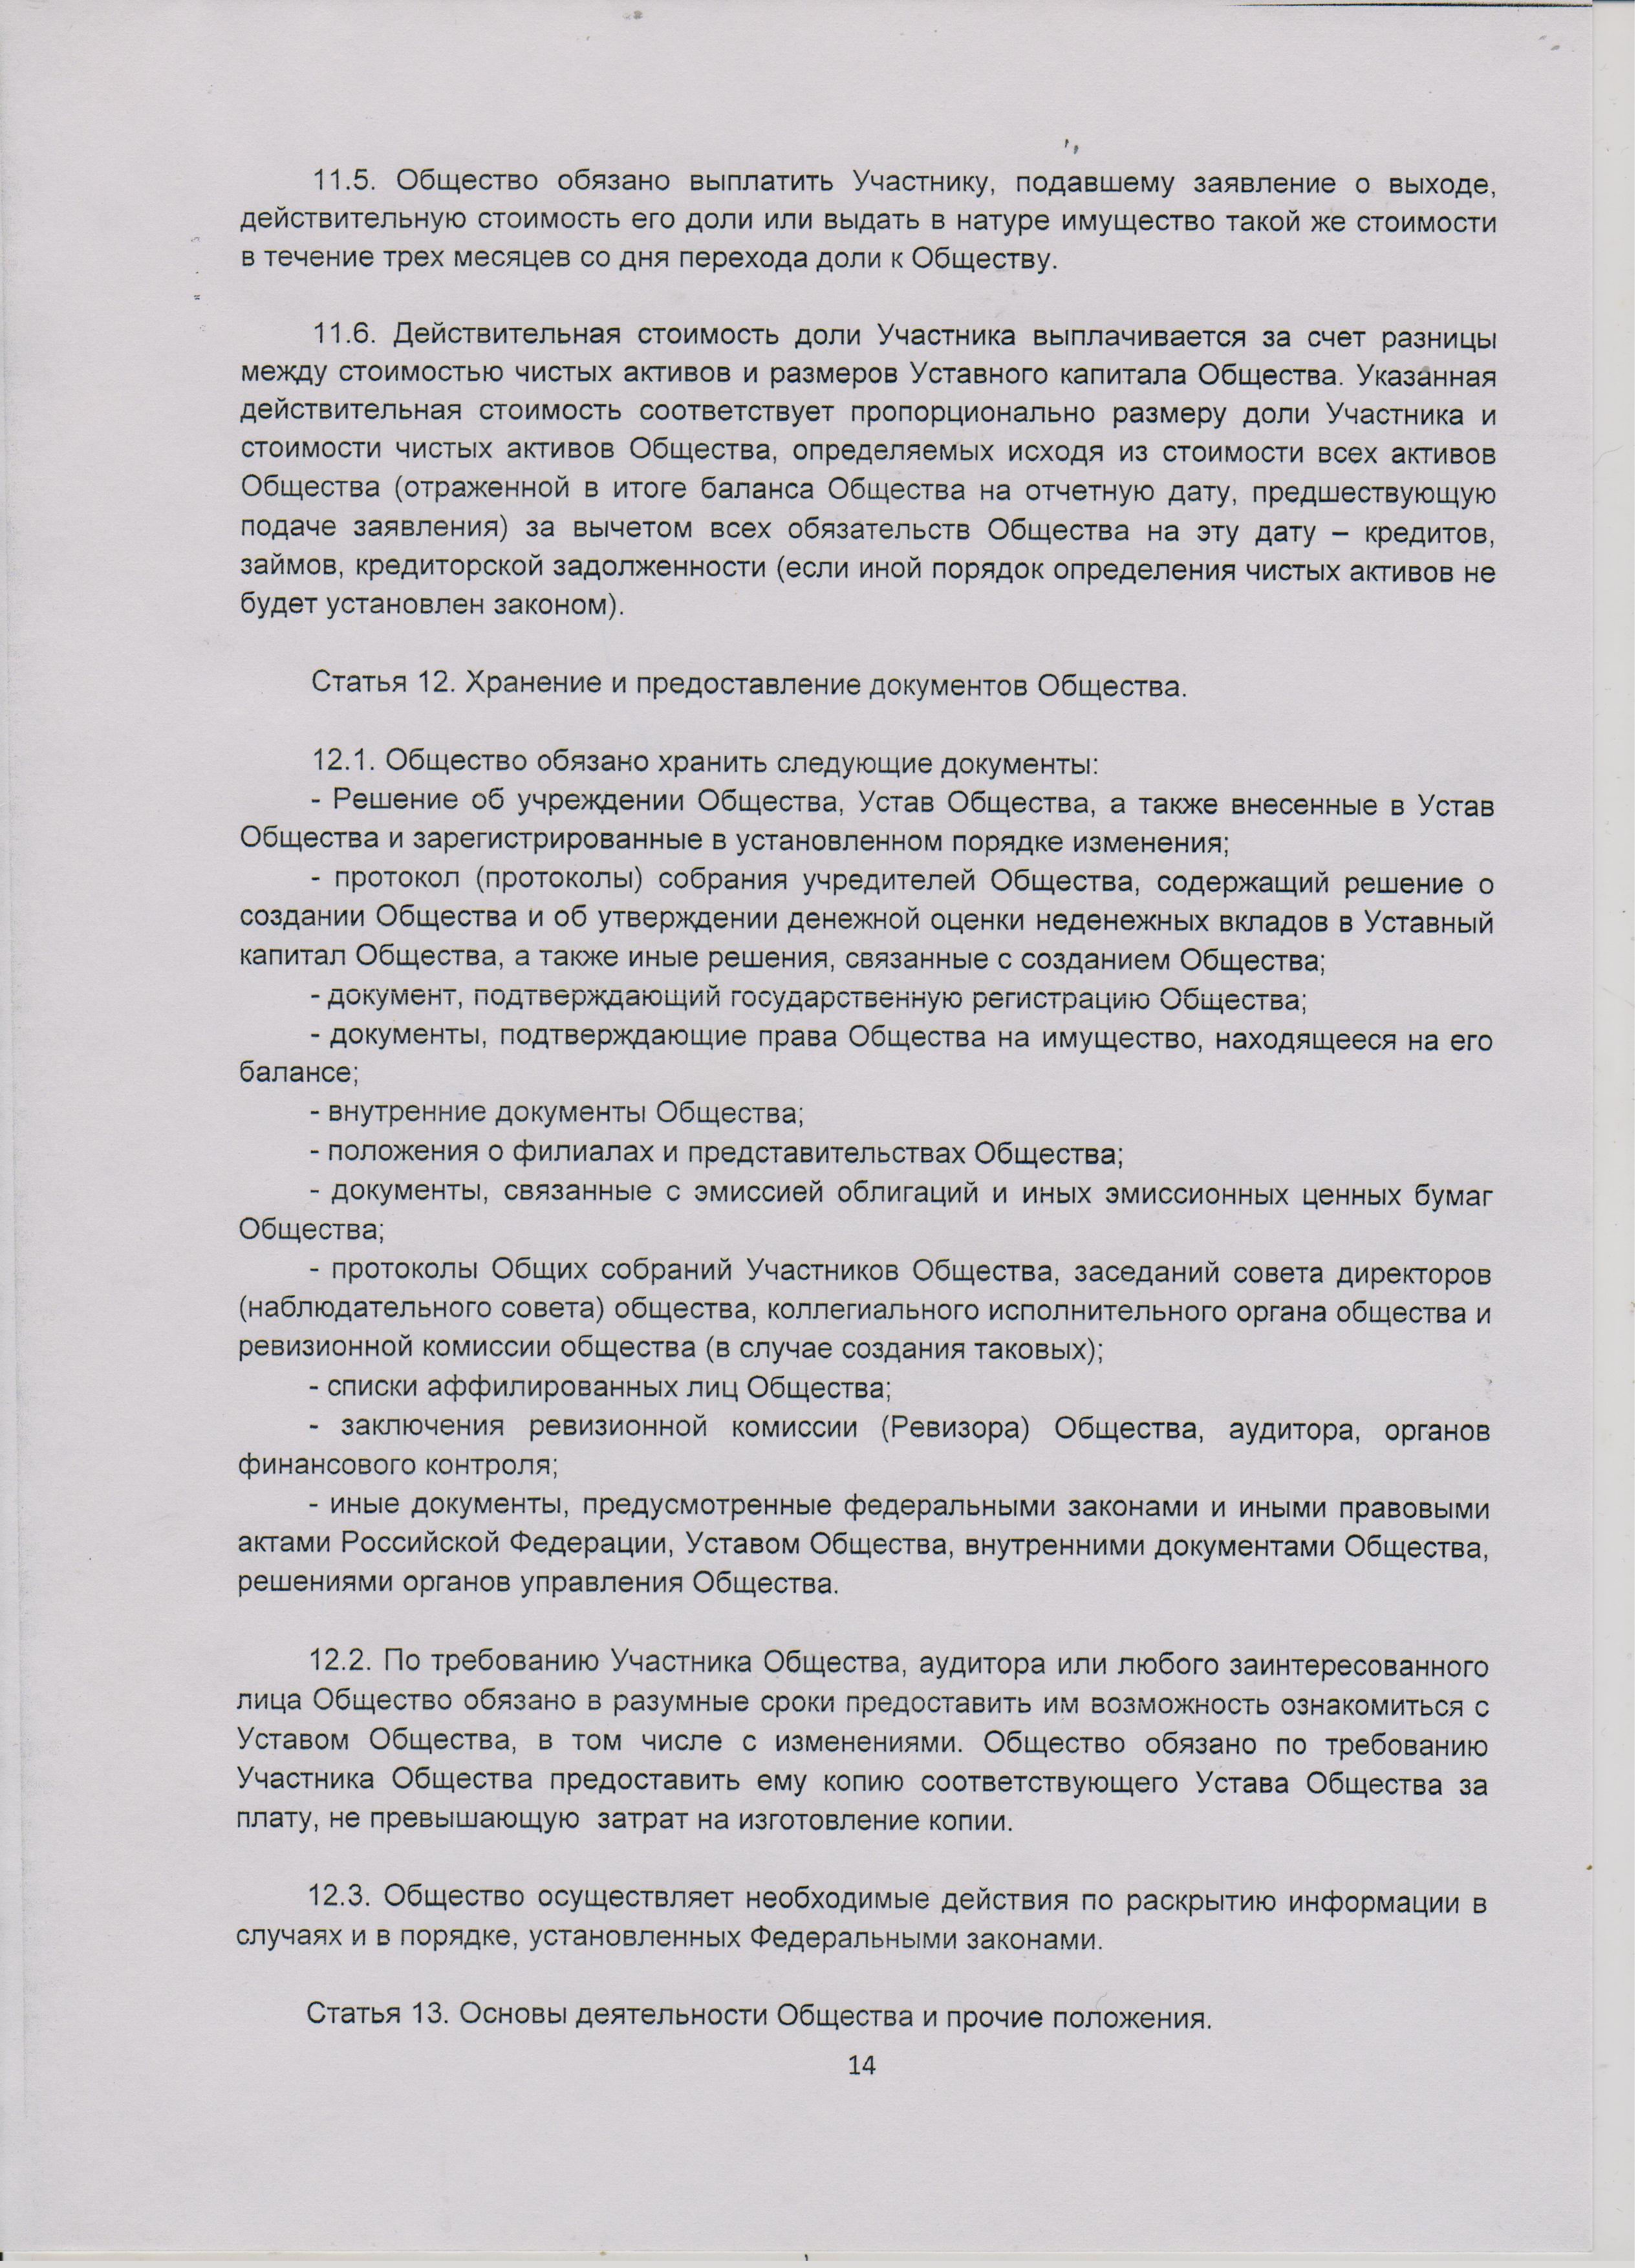 11.5. Общество обязано выплатить Участнику, подавшему заявление о выходе,
действительную стоимость его доли или выдать в натуре имущество такой же стоимости
в течение трех месяцев со дня перехода доли к Обществу.
11.6. Действительная стоимость доли Участника выплачивается за счет разницы
между стоимостью чистых активов и размеров Уставного капитала Общества. Указанная
действительная стоимость соответствует пропорционально размеру доли Участника и
стоимости чистых активов Общества, определяемых исходя из стоимости всех активов
Общества (отраженной в итоге баланса Общества на отчетную дату, предшествующую
подаче заявления) за вычетом всех обязательств Общества на эту дату – кредитов,
займов, кредиторской задолженности (если иной порядок определения чистых активов не
будет установлен законом).
Статья 12. Хранение и предоставление документов Общества.
12.1. Общество обязано хранить следующие документы:
- Решение об учреждении Общества, Устав Общества, а также внесенные в Устав
Общества и зарегистрированные в установленном порядке изменения;
- протокол (протоколы) собрания учредителей Общества, содержащий решение о
создании Общества и об утверждении денежной оценки неденежных вкладов в Уставный
капитал Общества, а также иные решения, связанные с созданием Общества;
- документ, подтверждающий государственную регистрацию Общества;
- документы, подтверждающие права Общества на имущество, находящееся на его
балансе;
- внутренние документы Общества;
- положения о филиалах и представительствах Общества;
- документы, связанные с эмиссией облигаций и иных эмиссионных ценных бумаг
Общества;
- протоколы Общих собраний Участников Общества, заседаний совета директоров
(наблюдательного совета) общества, коллегиального исполнительного органа общества и
ревизионной комиссии общества (в случае создания таковых);
- списки аффилированных лиц Общества;
- заключения ревизионной комиссии (Ревизора) Общества, аудитора, органов
финансового контроля;
- иные документы, предусмотренные федеральными законами и иными правовыми
актами Российской Федерации, Уставом Общества, внутренними документами Общества,
решениями органов управления Общества.
12.2. По требованию Участника Общества, аудитора или любого заинтересованного
лица Общество обязано в разумные сроки предоставить им возможность ознакомиться с
Уставом Общества, в том числе с изменениями. Общество обязано по требованию
Участника Общества предоставить ему копию соответствующего Устава Общества за
плату, не превышающую затрат на изготовление копии.
12.3. Общество осуществляет необходимые действия по раскрытию информации в
случаях и в порядке, установленных Федеральными законами.
Статья 13. Основы деятельности Общества и прочие положения.
14